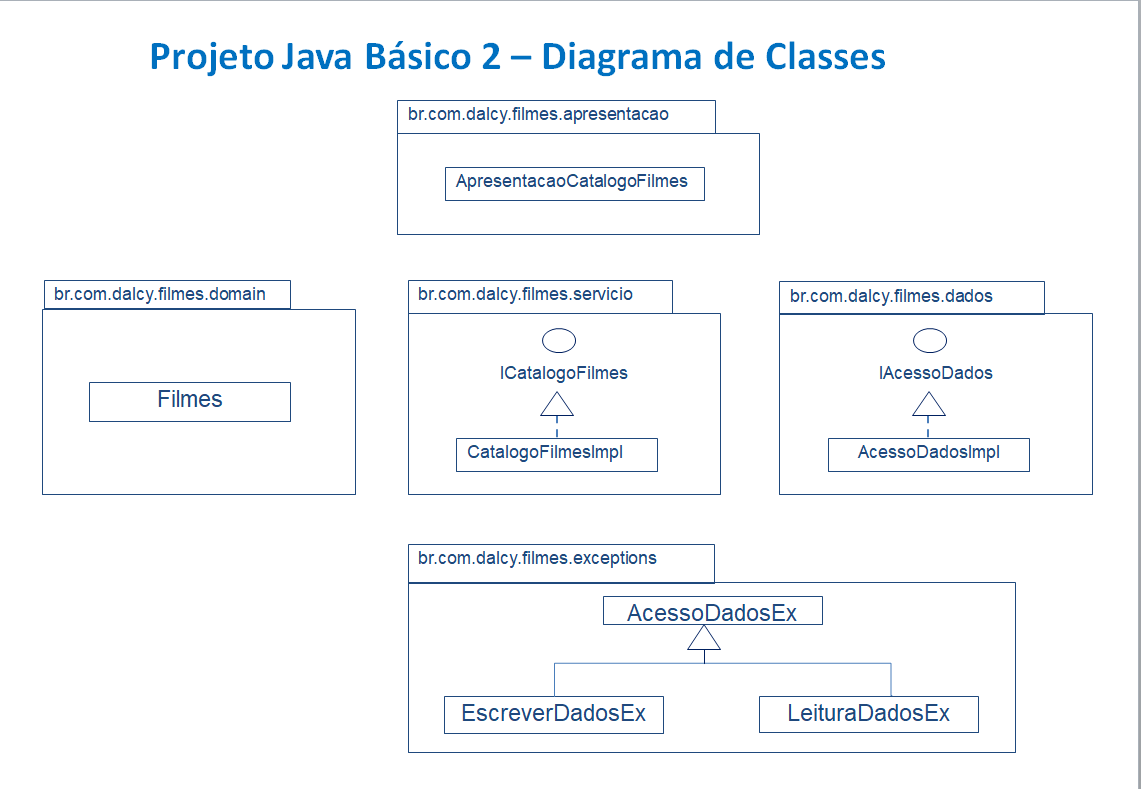 Projeto Java Básico 2 – Diagrama de Classes
br.com.dalcy.filmes.apresentacao
ApresentacaoCatalogoFilmes
br.com.dalcy.filmes.domain
Filmes
br.com.dalcy.filmes.servicio
ICatalogoFilmes
CatalogoFilmesImpl
br.com.dalcy.filmes.dados
IAcessoDados
AcessoDadosImpl
br.com.dalcy.filmes.exceptions
AcessoDadosEx
EscreverDadosEx
LeituraDadosEx